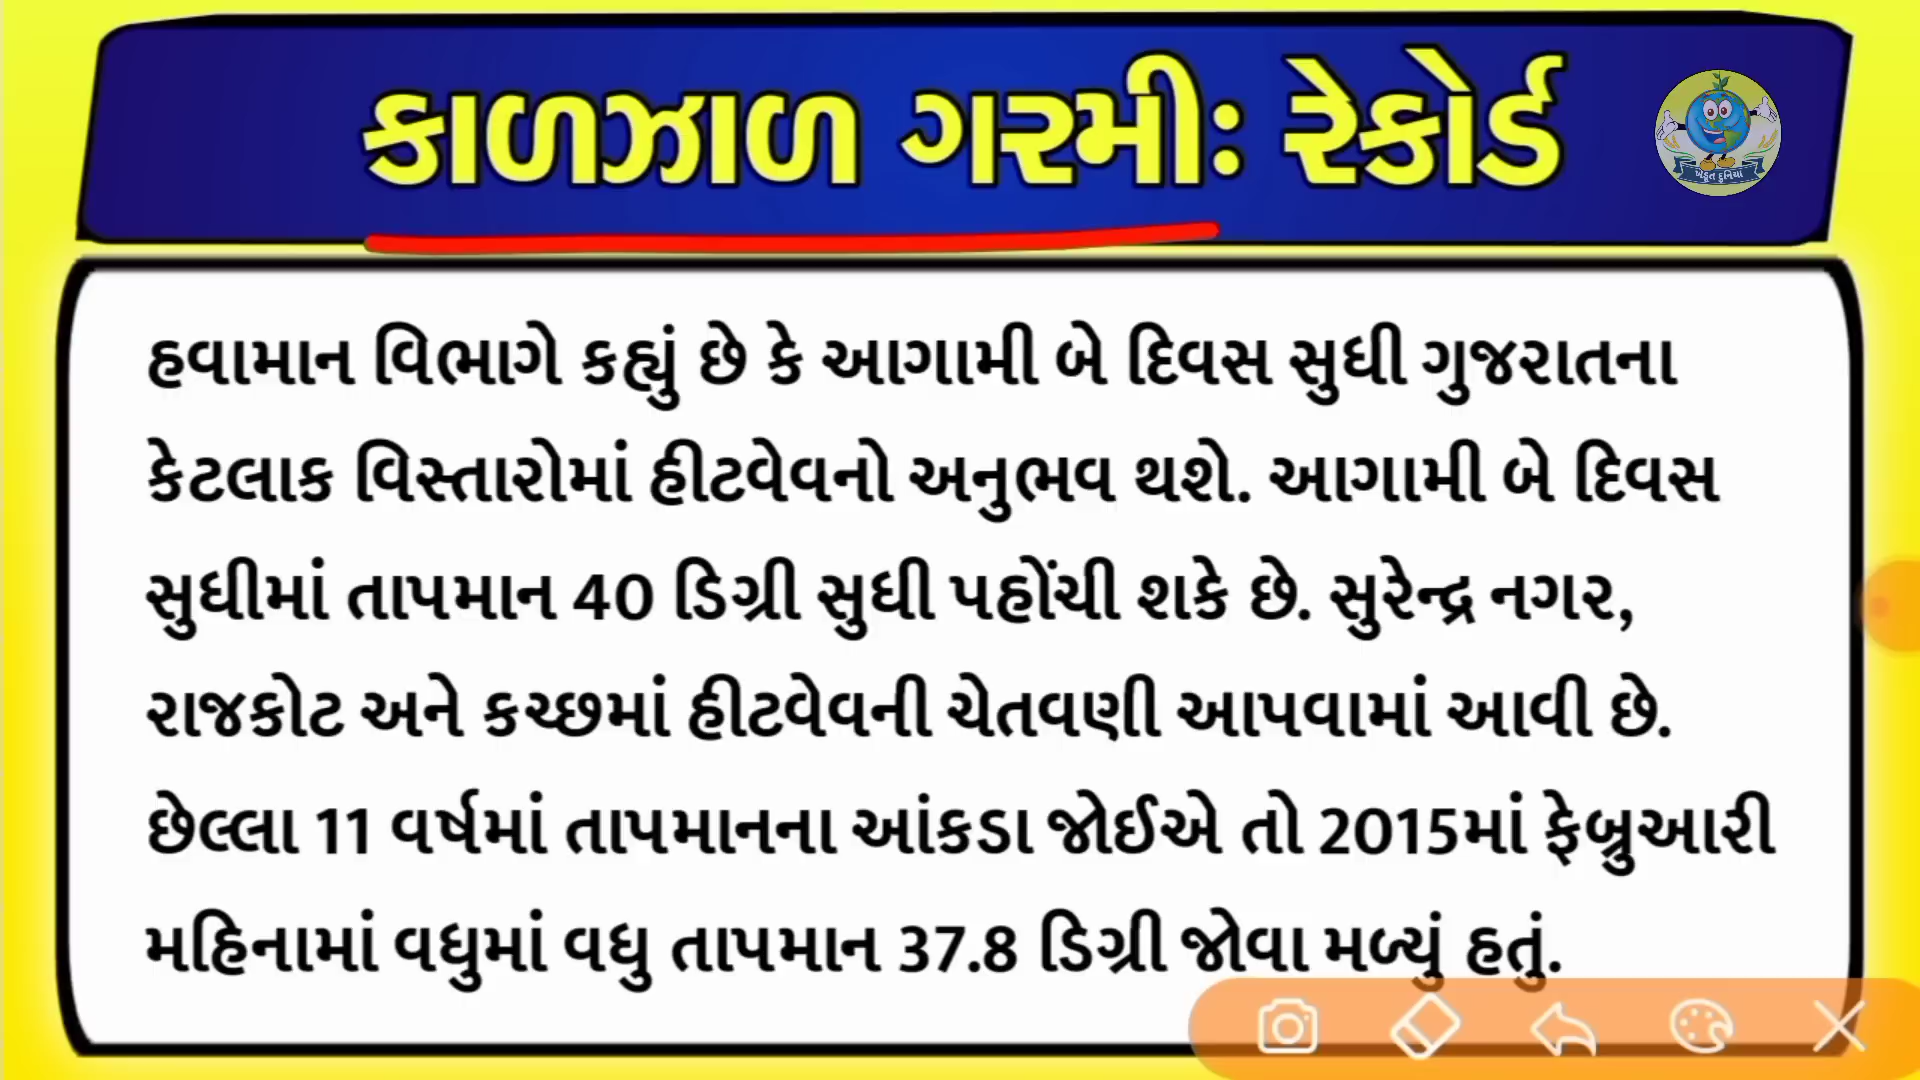 કાળઝાળ ગરમીઃ રેકોર્ડ
ખેડૂત દુનિયા
હવામાન વિભાગે કહ્યું છે કે આગામી બે દિવસ સુધી ગુજરાતના
કેટલાક વિસ્તારોમાં હીટવેવનો અનુભવ થશે. આગામી બે દિવસ
સુધીમાં તાપમાન 40 ડિગ્રી સુધી પહોંચી શકે છે. સુરેન્દ્ર નગર,
રાજકોટ અને કચ્છમાં હીટવેવની ચેતવણી આપવામાં આવી છે.
છેલ્લા 11 વર્ષમાં તાપમાનના આંકડા જોઈએ તો 2015માં ફેબ્રુઆરી
મહિનામાં વધુમાં વધુ તાપમાન 37.8 ડિગ્રી જોવા મળ્યું હતું.